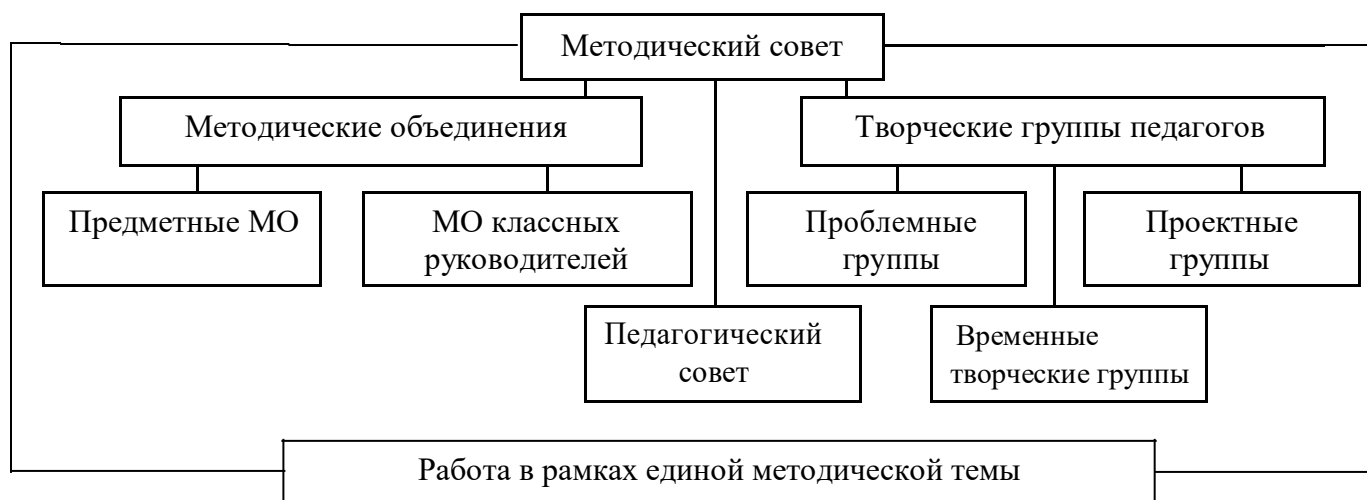 Методический совет
Методические объединения
Творческие группы педагогов
Предметные МО
МО классных
руководителей
Проблемные
группы
Проектные
группы
Педагогический
совет
Временные
творческие группы
Работа в рамках единой методической темы